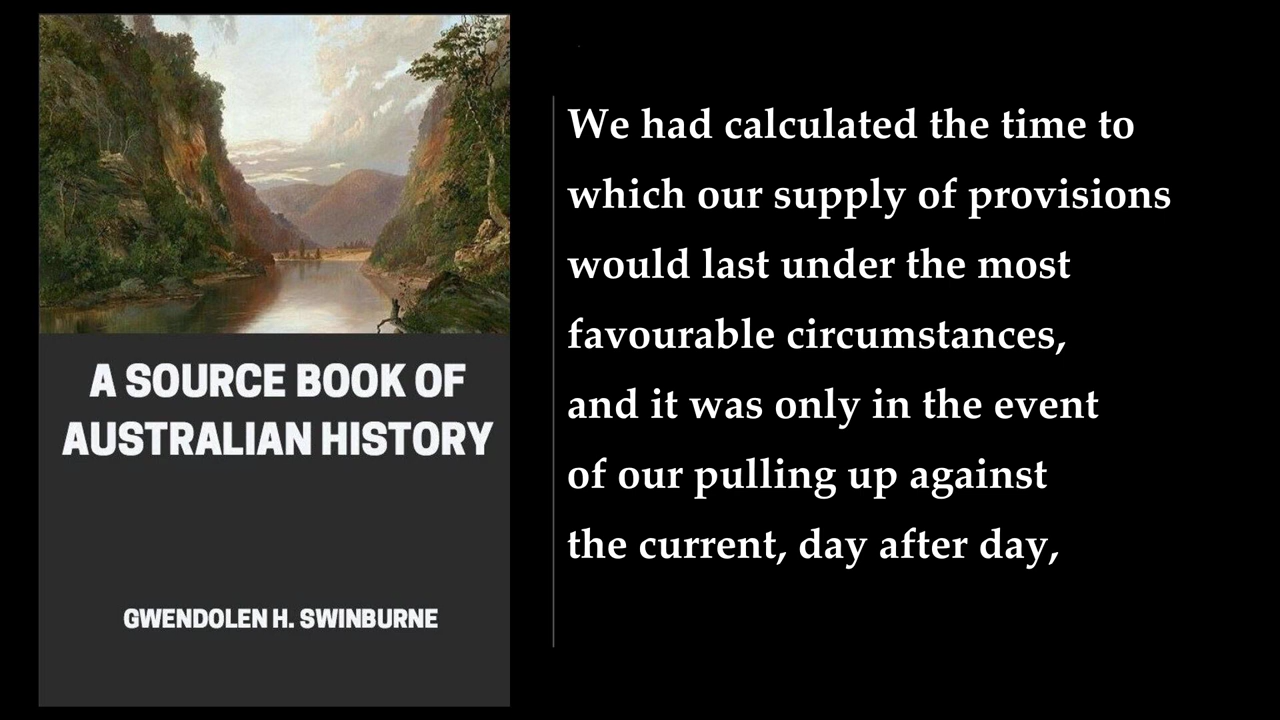 A SOURCE BOOK OF
AUSTRALIAN HISTORY
GWENDOLEN H. SWINBURNE
We had calculated the time to
which our supply of provisions
would last under the most
favourable circumstances,
and it was only in the event
of our pulling up against
the current, day after day,